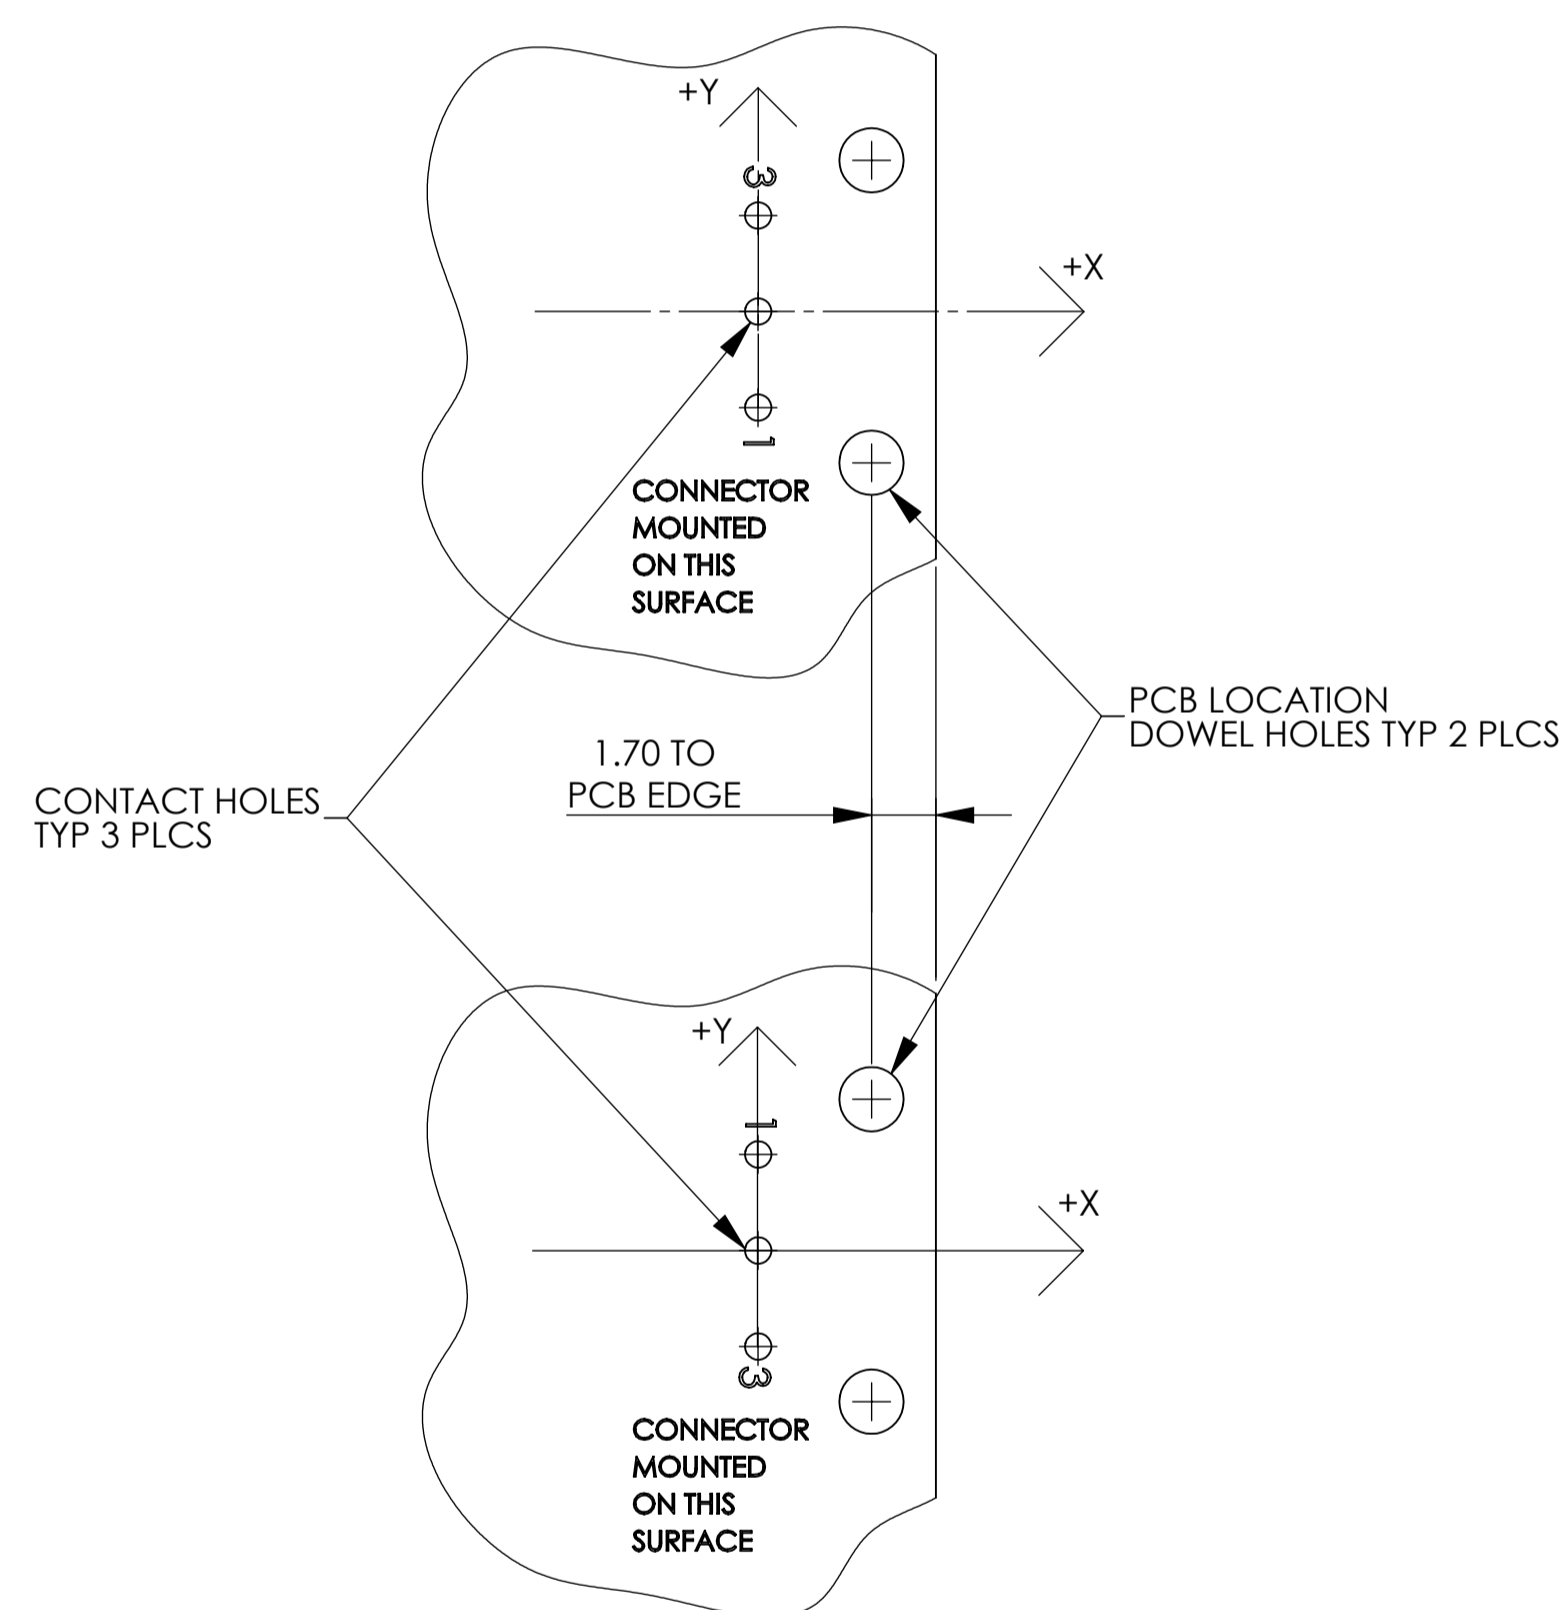 +Y
3
+X
1
CONNECTOR
MOUNTED
ON THIS
SURFACE
PCB LOCATION
DOWEL HOLES TYP 2 PLCS
1.70 TO
PCB EDGE
CONTACT HOLES
TYP 3 PLCS
+Y
1
+X
3
CONNECTOR
MOUNTED
ON THIS
SURFACE